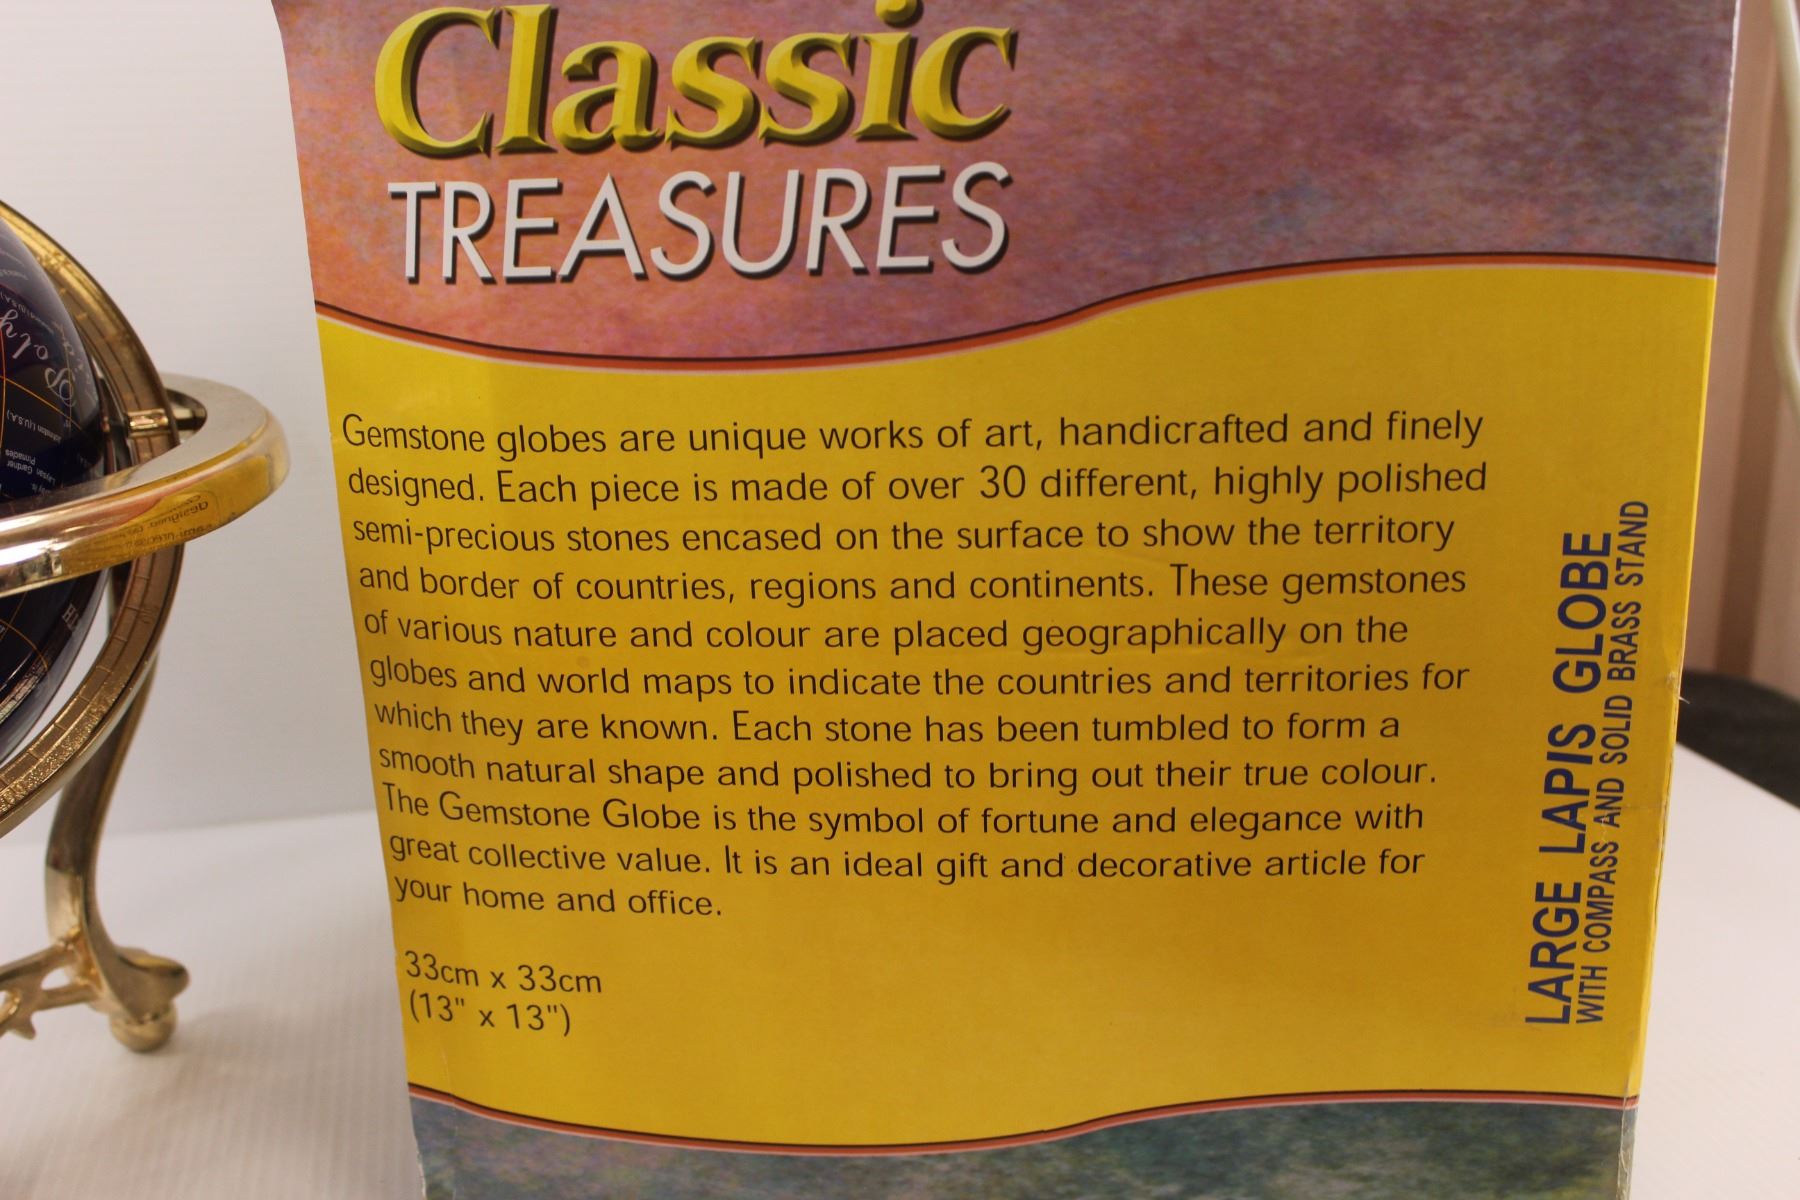 Classic
TREASURES
Gemstone globes are unique works of art, handicrafted and finely
designed. Each piece is made of over 30 different, highly polished
semi-precious stones encased on the surface to show the territory
and border of countries, regions and continents. These gemstones
of various nature and colour are placed geographically on the
globes and world maps to indicate the countries and territories for
which they are known. Each stone has been tumbled to form a
smooth natural shape and polished to bring out their true colour.
The Gemstone Globe is the symbol of fortune and elegance with
great collective value. It is an ideal gift and decorative article for
your home and office.
33cm x 33cm
(13" x 13")
LARGE LAPIS GLOBE
WITH COMPASS AND SOLID BRASS STAND
Johnston I.(U.S.A.)
Gardner
Pinnacles